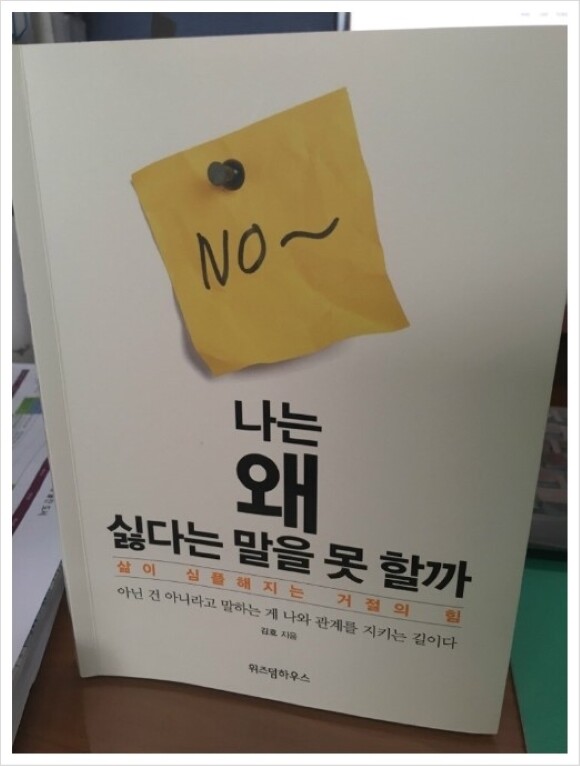 NO~
나는
왜
싫다는 말을 못 할까
삶이 심플해지는 거절의 힘
아닌 건 아니라고 말하는 게 나와 관계를 지키는 길이다
김호 지음
위즈덤하우스